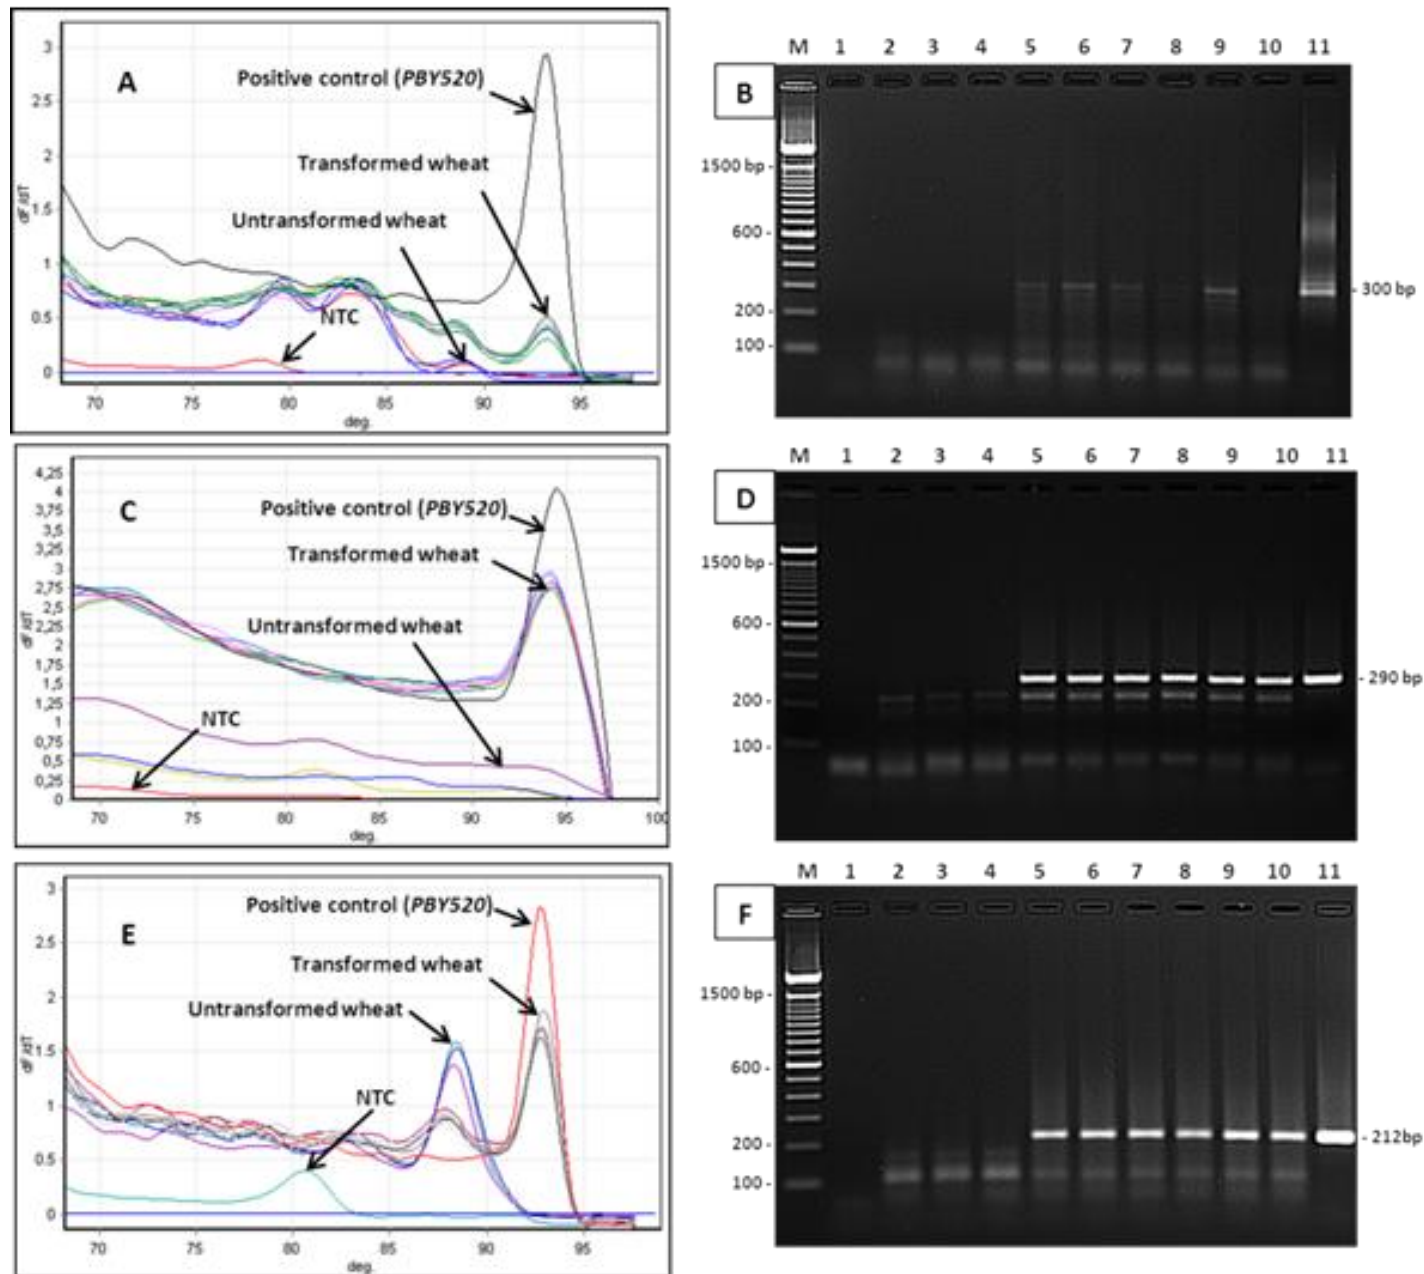 A
Positive control (PBY520)
Transformed wheat
Untransformed wheat
NTC
dF/dT
3
2.5
2
1.5
1
0.5
0
70 75 80 85 90 95
deg.
B
M 1 2 3 4 5 6 7 8 9 10 11
1500 bp -
600 -
200 -
100 -
- 300 bp
C
Positive control (PBY520)
Transformed wheat
Untransformed wheat
NTC
dF/dT
4,25
4
3,75
3,5
3,25
3
2,75
2,5
2,25
2
1,75
1,5
1,25
1
0,75
0,5
0,25
0
70 75 80 85 90 95 100
deg.
D
M 1 2 3 4 5 6 7 8 9 10 11
1500 bp -
600 -
200 -
100 -
- 290 bp
E
Positive control (PBY520)
Transformed wheat
Untransformed wheat
NTC
dF/dT
3
2.5
2
1.5
1
0.5
0
70 75 80 85 90 95
deg.
F
M 1 2 3 4 5 6 7 8 9 10 11
1500 bp -
600 -
200 -
100 -
- 212bp